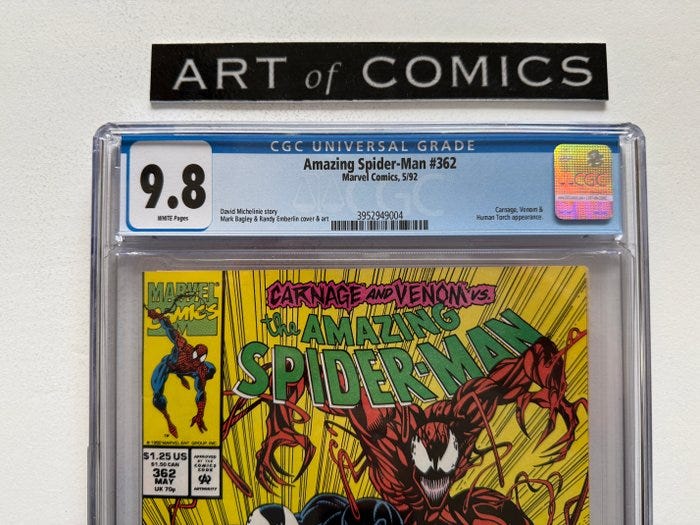 ART of COMICS
CGC UNIVERSAL GRADE
9.8
WHITE Pages
Amazing Spider-Man #362
Marvel Comics, 5/92
David Michelinie story
Mark Bagley & Randy Emberlin cover & art
3952949004
Carnage, Venom &
Human Torch appearance.
CGC
MARVEL
COMICS
CARNAGE AND VENOM VS.
the AMAZING
SPIDER-MAN
$1.25 US
$1.50 CAN
362
MAY
UK 70p
APPROVED
BY THE
COMICS
CODE
AUTHORITY